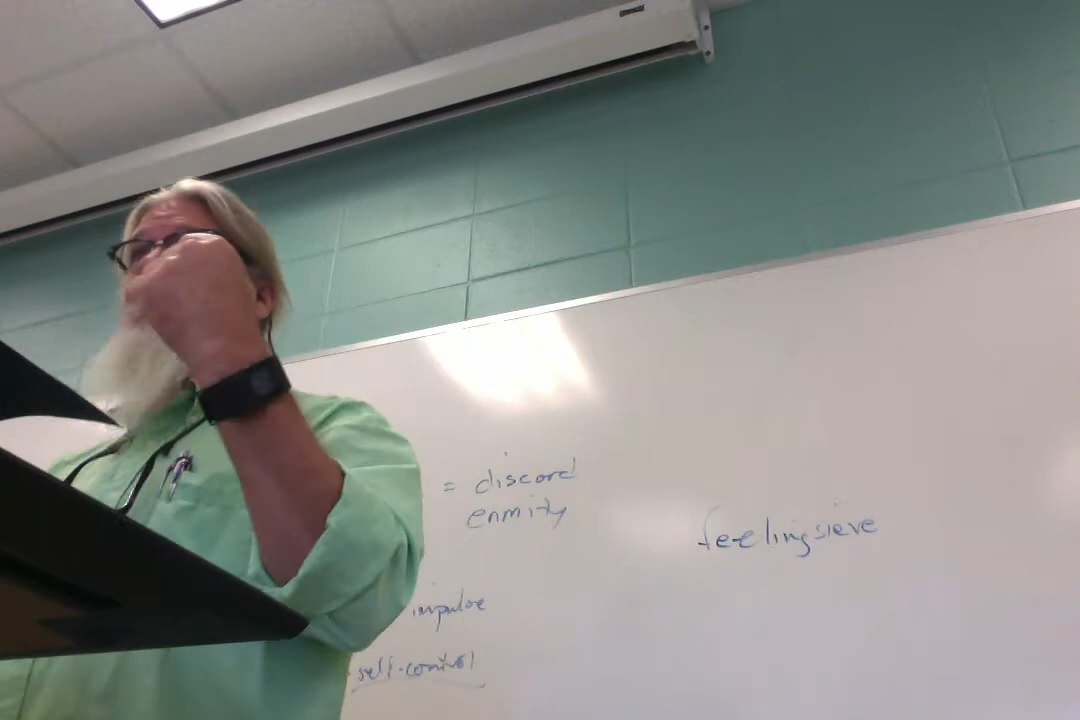 = discord
enmity
feelingsieve
impulse
self-control